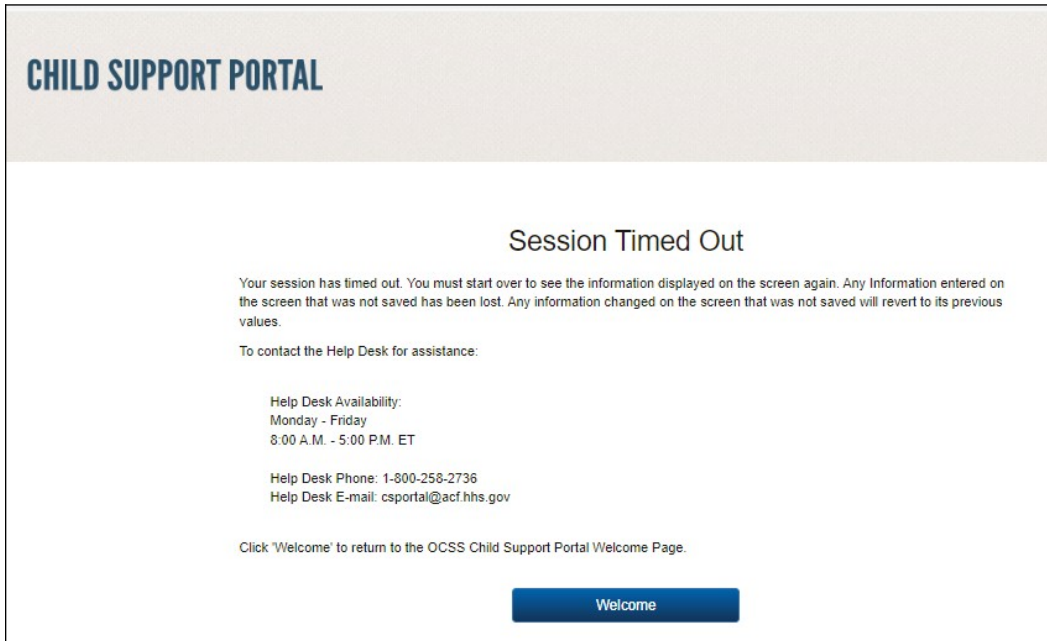 CHILD SUPPORT PORTAL
Session Timed Out
Your session has timed out. You must start over to see the information displayed on the screen again. Any Information entered on
the screen that was not saved has been lost. Any information changed on the screen that was not saved will revert to its previous
values.
To contact the Help Desk for assistance:
Help Desk Availability:
Monday - Friday
8:00 A.M. - 5:00 P.M. ET
Help Desk Phone: 1-800-258-2736
Help Desk E-mail: csportal@acf.hhs.gov
Click 'Welcome' to return to the OCSS Child Support Portal Welcome Page.
Welcome